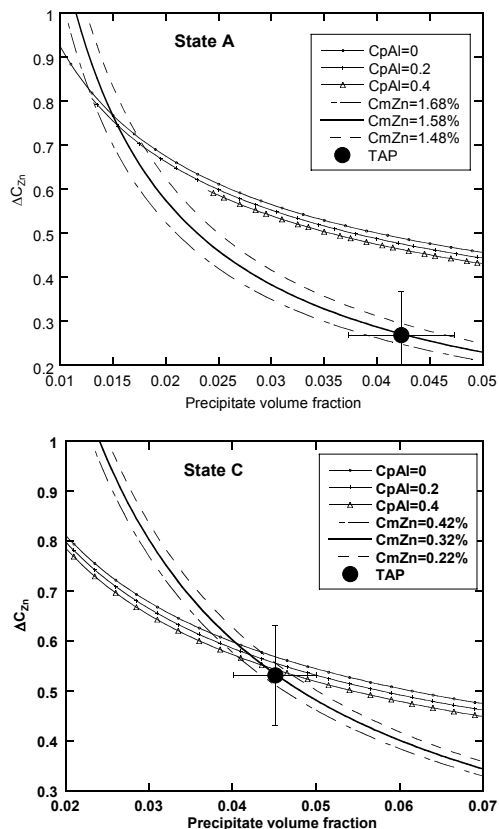 State A
CpAl=0
CpAl=0.2
CpAl=0.4
CmZn=1.68%
CmZn=1.58%
CmZn=1.48%
TAP
1
0.9
0.8
0.7
0.6
0.5
0.4
0.3
0.2
ΔC_Zn
0.01 0.015 0.02 0.025 0.03 0.035 0.04 0.045 0.05
Precipitate volume fraction
State C
CpAl=0
CpAl=0.2
CpAl=0.4
CmZn=0.42%
CmZn=0.32%
CmZn=0.22%
TAP
1
0.9
0.8
0.7
0.6
0.5
0.4
0.3
ΔC_Zn
0.02 0.03 0.04 0.05 0.06 0.07
Precipitate volume fraction